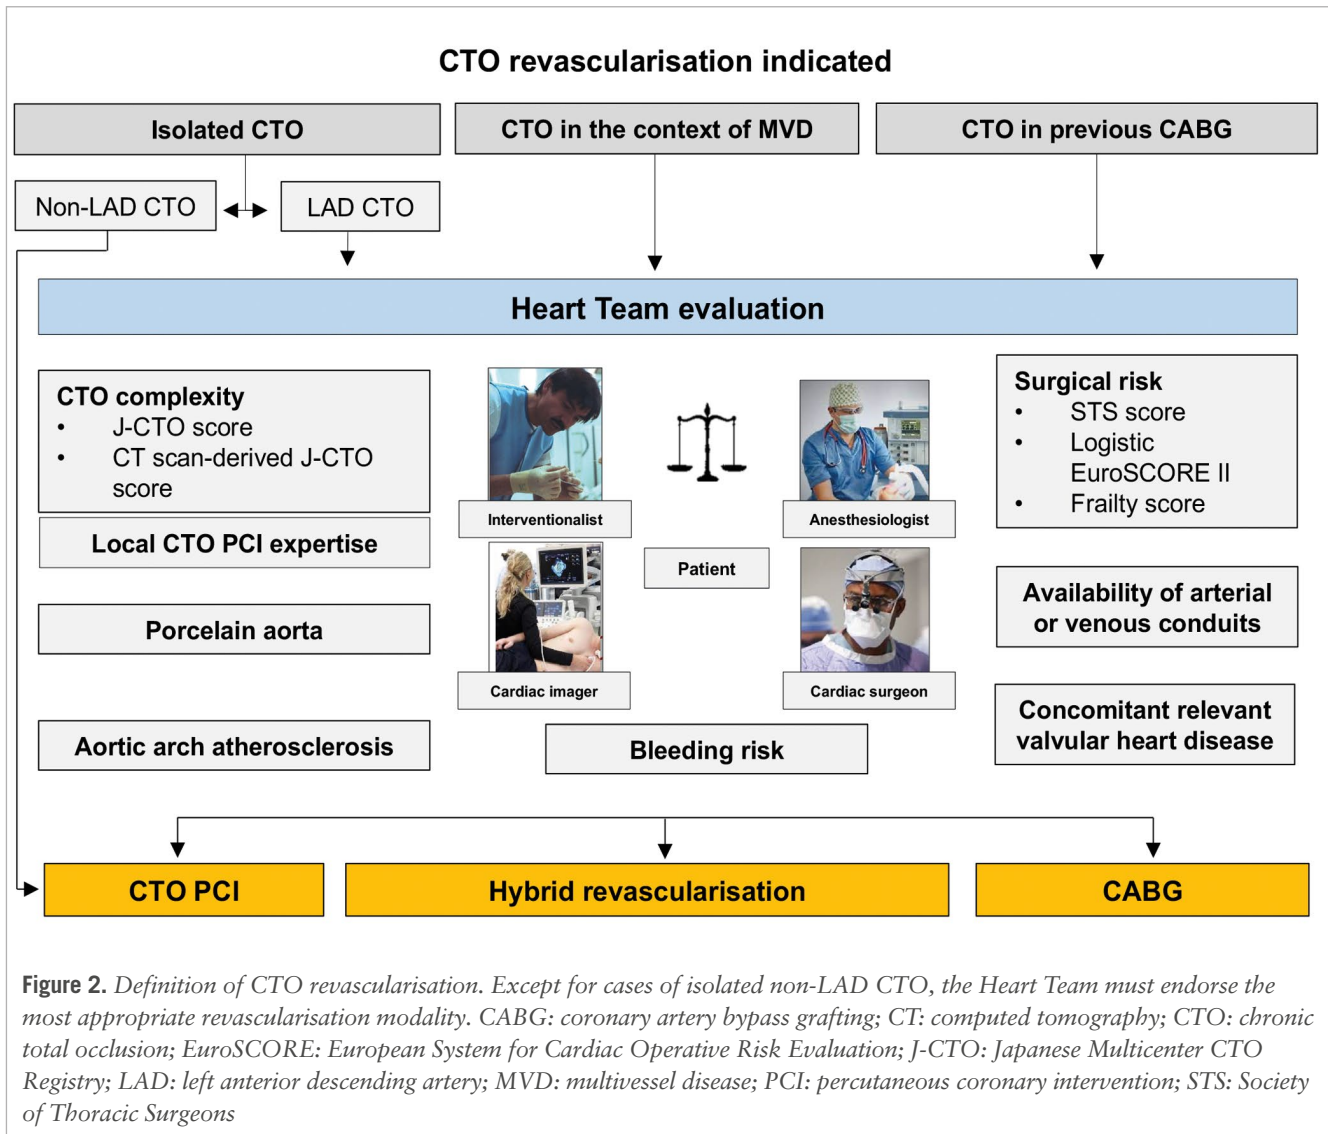 CTO revascularisation indicated
Isolated CTO
CTO in the context of MVD
CTO in previous CABG
Non-LAD CTO
LAD CTO
Heart Team evaluation
CTO complexity
• J-CTO score
• CT scan-derived J-CTO
score
Local CTO PCI expertise
Porcelain aorta
Aortic arch atherosclerosis
Interventionalist
Anesthesiologist
Patient
Cardiac imager
Cardiac surgeon
Bleeding risk
Surgical risk
• STS score
• Logistic
EuroSCORE II
• Frailty score
Availability of arterial
or venous conduits
Concomitant relevant
valvular heart disease
CTO PCI
Hybrid revascularisation
CABG
Figure 2. Definition of CTO revascularisation. Except for cases of isolated non-LAD CTO, the Heart Team must endorse the
most appropriate revascularisation modality. CABG: coronary artery bypass grafting; CT: computed tomography; CTO: chronic
total occlusion; EuroSCORE: European System for Cardiac Operative Risk Evaluation; J-CTO: Japanese Multicenter CTO
Registry; LAD: left anterior descending artery; MVD: multivessel disease; PCI: percutaneous coronary intervention; STS: Society
of Thoracic Surgeons